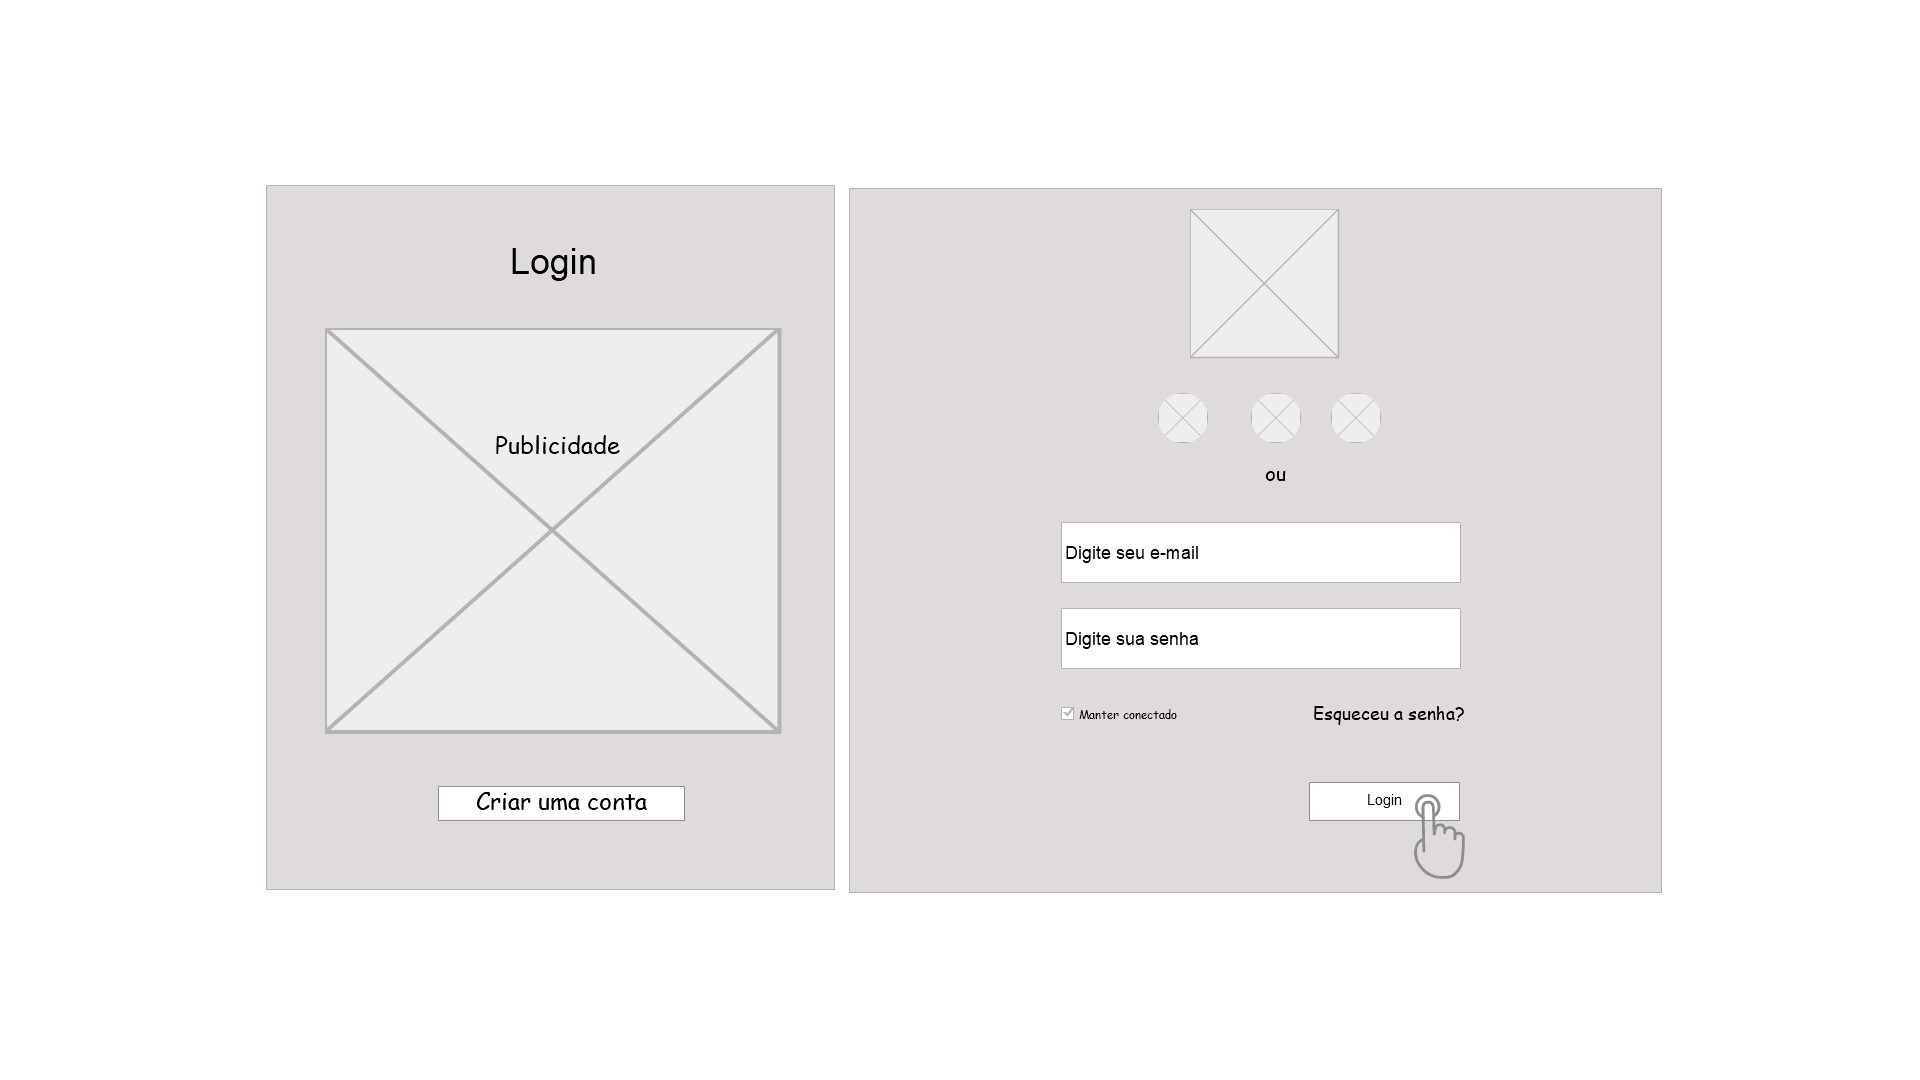 Login
Publicidade
Criar uma conta
ou
Digite seu e-mail
Digite sua senha
Manter conectado
Esqueceu a senha?
Login